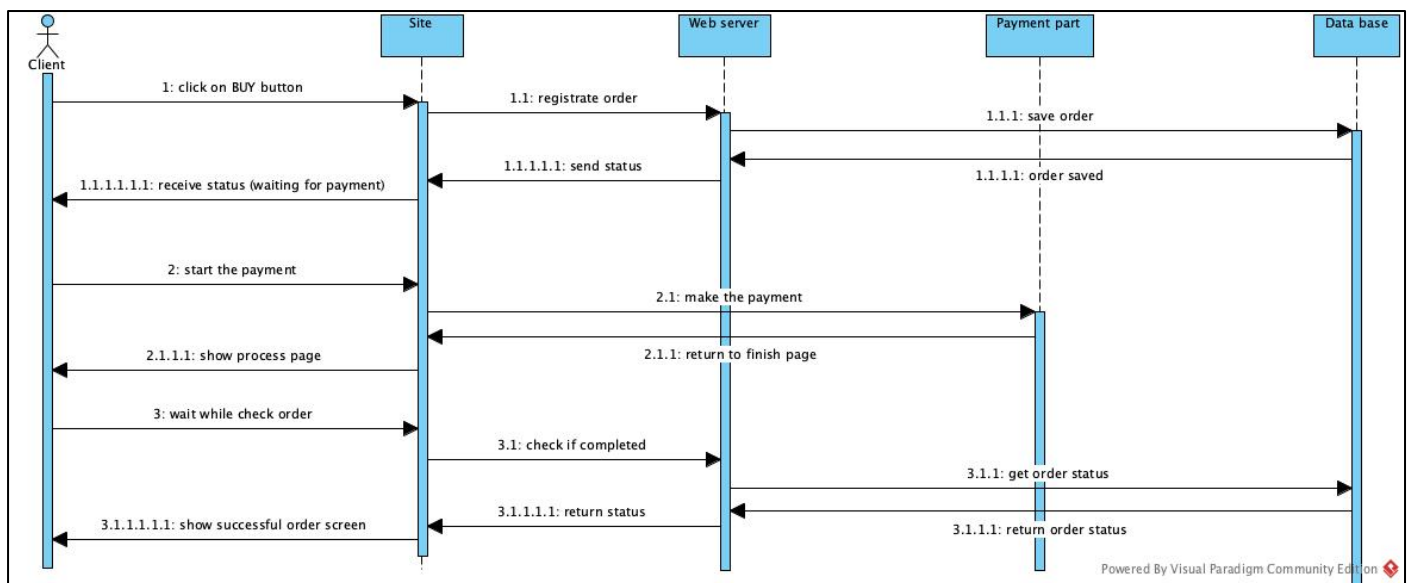 Site
Web server
Payment part
Data base
Client
1: click on BUY button
1.1: registrate order
1.1.1: save order
1.1.1.1: order saved
1.1.1.1.1: send status
1.1.1.1.1.1: receive status (waiting for payment)
2: start the payment
2.1: make the payment
2.1.1: return to finish page
2.1.1.1: show process page
3: wait while check order
3.1: check if completed
3.1.1: get order status
3.1.1.1: return order status
3.1.1.1.1: return status
3.1.1.1.1.1: show successful order screen
Powered By Visual Paradigm Community Edition